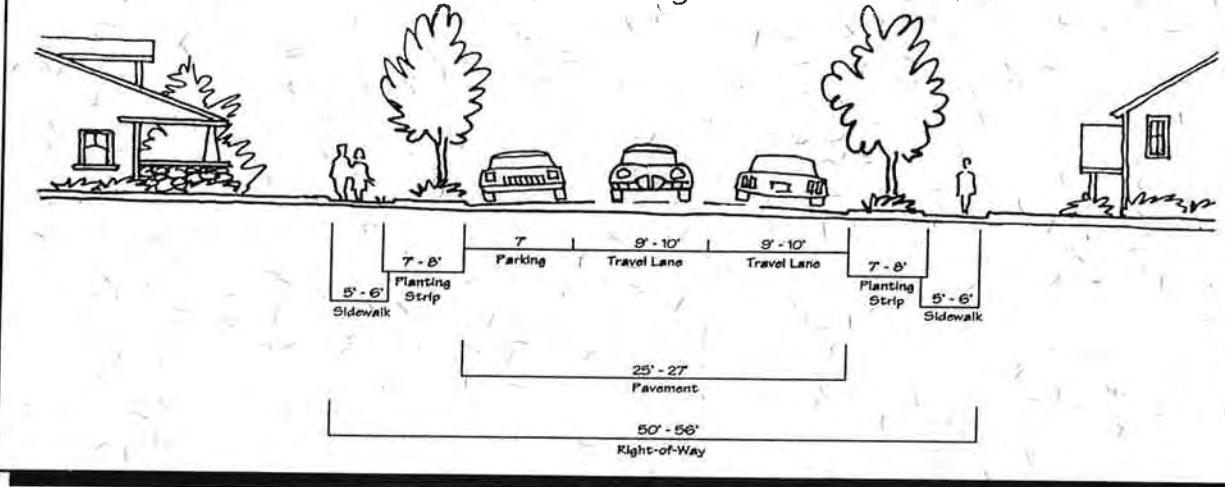 7' 9' - 10' 9' - 10'
Parking Travel Lane Travel Lane
7' - 8' 7' - 8'
Planting Planting
Strip Strip
5' - 6' 5' - 6'
Sidewalk Sidewalk
25' - 27'
Pavement
50' - 56'
Right-of-Way